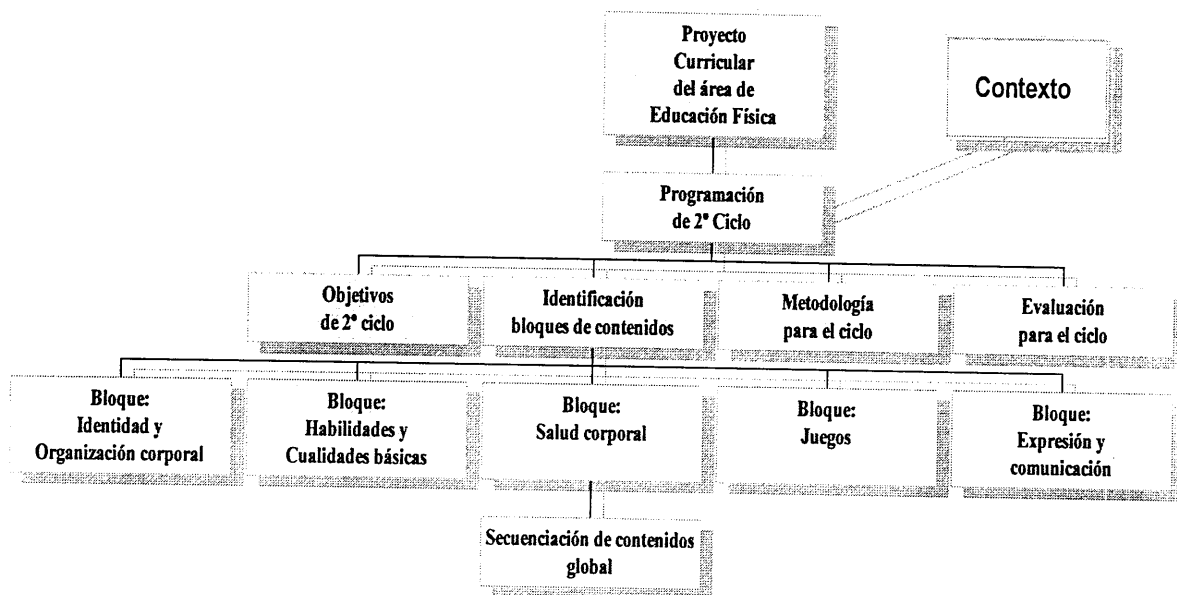 Proyecto
Curricular
del área de
Educación Física
Contexto
Programación
de 2º Ciclo
Objetivos
de 2º ciclo
Identificación
bloques de contenidos
Metodología
para el ciclo
Evaluación
para el ciclo
Bloque:
Identidad y
Organización corporal
Bloque:
Habilidades y
Cualidades básicas
Bloque:
Salud corporal
Bloque:
Juegos
Bloque:
Expresión y
comunicación
Secuenciación de contenidos
global